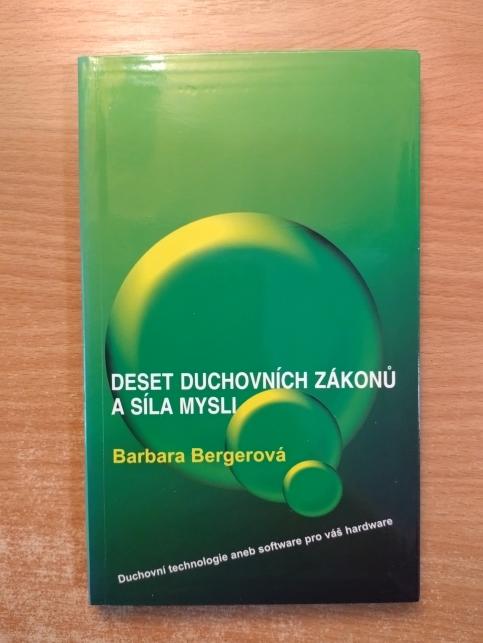 DESET DUCHOVNÍCH ZÁKONŮ
A SÍLA MYSLI
Barbara Bergerová
Duchovní technologie aneb software pro váš hardware